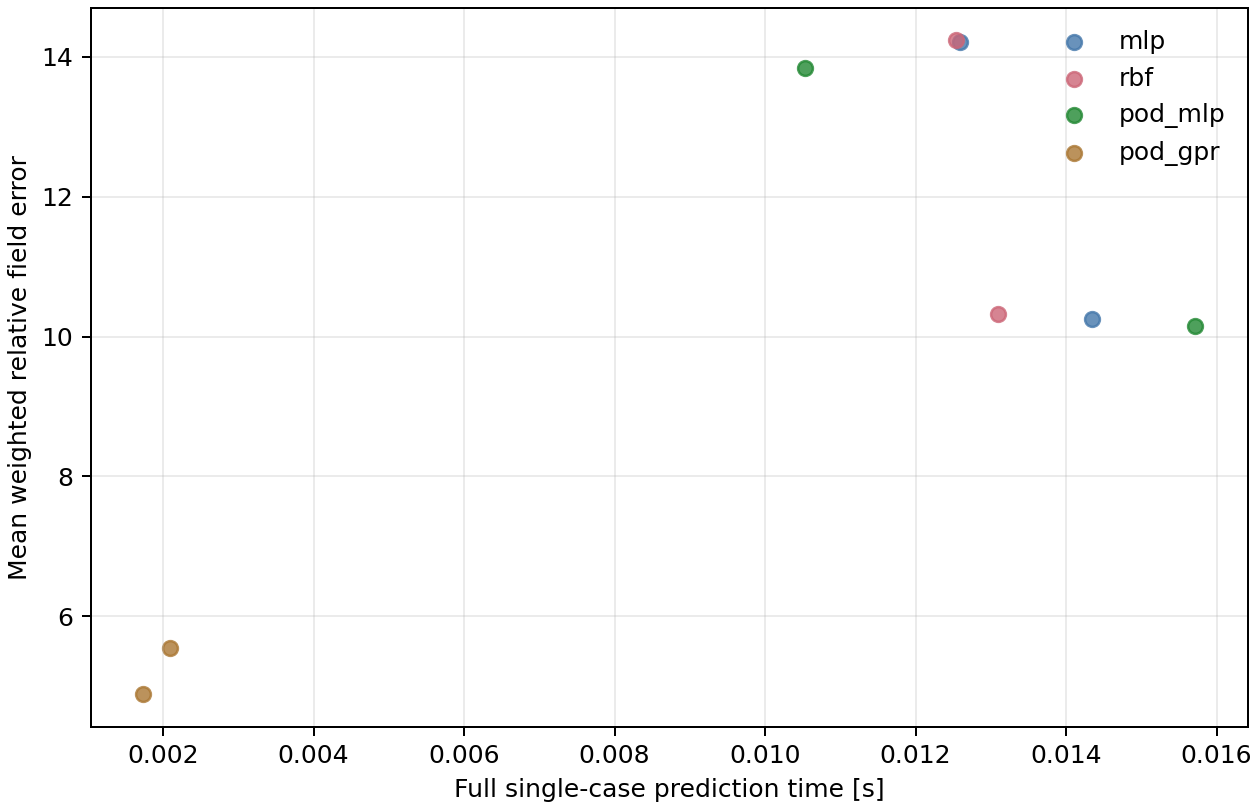 14
12
10
8
6
Mean weighted relative field error
mlp
rbf
pod_mlp
pod_gpr
0.002 0.004 0.006 0.008 0.010 0.012 0.014 0.016
Full single-case prediction time [s]